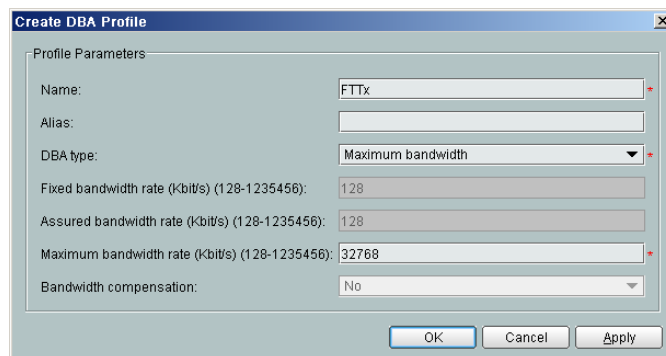 Create DBA Profile
Profile Parameters
Name: FTTx *
Alias:
DBA type: Maximum bandwidth *
Fixed bandwidth rate (Kbit/s) (128-1235456): 128
Assured bandwidth rate (Kbit/s) (128-1235456): 128
Maximum bandwidth rate (Kbit/s) (128-1235456): 32768 *
Bandwidth compensation: No
OK Cancel Apply